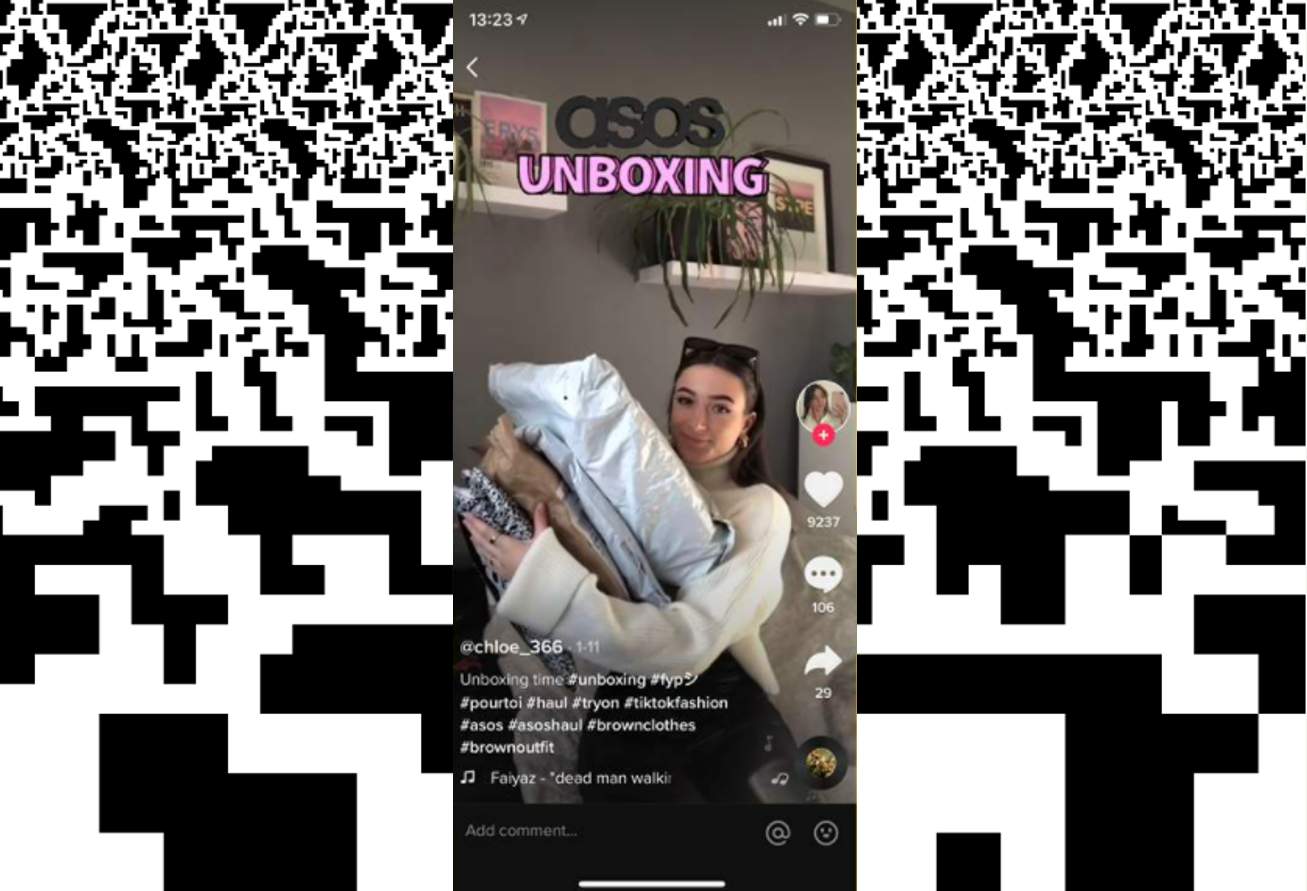 13:23
asos
UNBOXING
9237
106
@chloe_366 · 1-11
Unboxing time #unboxing #fypシ
#pourtoi #haul #tryon #tiktokfashion
#asos #asoshaul #brownclothes
#brownoutfit
29
Faiyaz - "dead man walkin
Add comment...